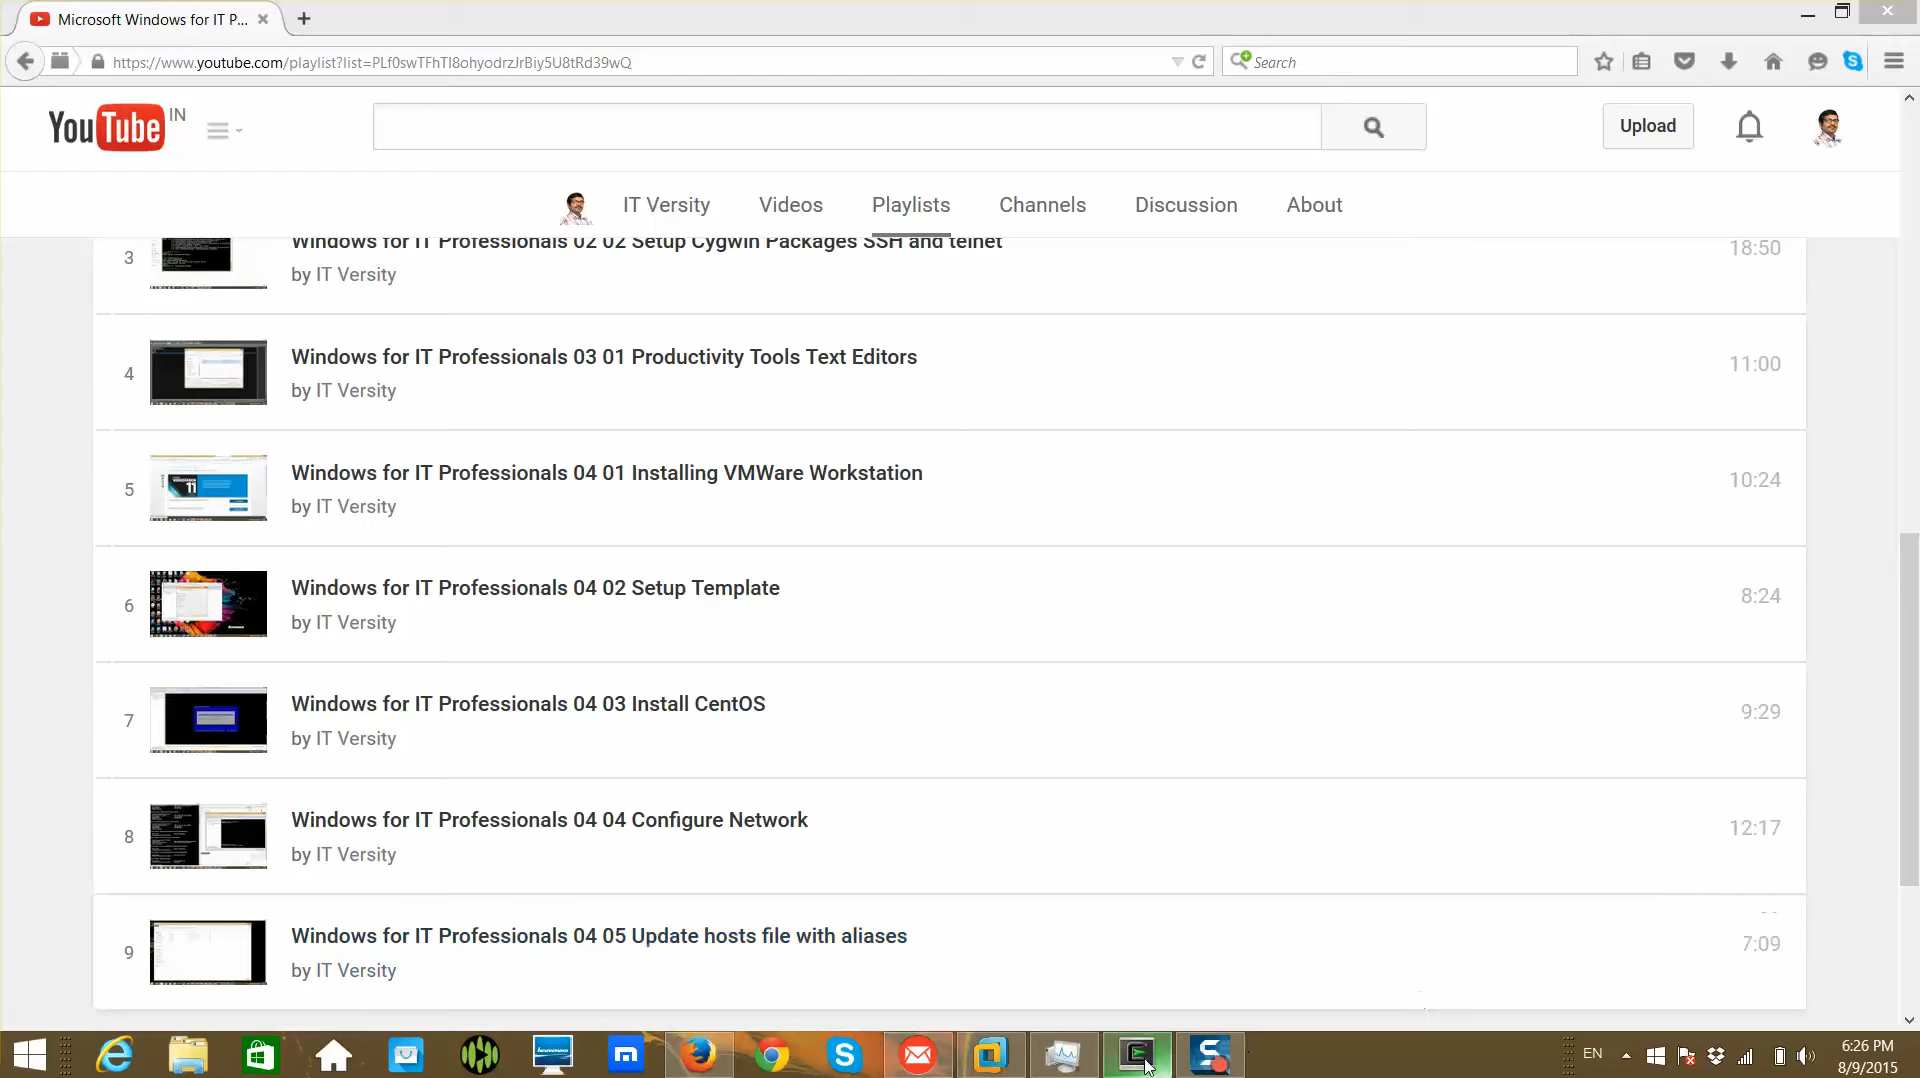 Microsoft Windows for IT P...
https://www.youtube.com/playlist?list=PLf0swTFhTI8ohyodrzJrBiy5U8tRd39wQ
Search
YouTube IN
Upload
IT Versity Videos Playlists Channels Discussion About
3 Windows for IT Professionals 02 02 Setup Cygwin Packages SSH and telnet 18:50
by IT Versity
4 Windows for IT Professionals 03 01 Productivity Tools Text Editors 11:00
by IT Versity
5 Windows for IT Professionals 04 01 Installing VMWare Workstation 10:24
by IT Versity
6 Windows for IT Professionals 04 02 Setup Template 8:24
by IT Versity
7 Windows for IT Professionals 04 03 Install CentOS 9:29
by IT Versity
8 Windows for IT Professionals 04 04 Configure Network 12:17
by IT Versity
9 Windows for IT Professionals 04 05 Update hosts file with aliases 7:09
by IT Versity
EN
6:26 PM
8/9/2015